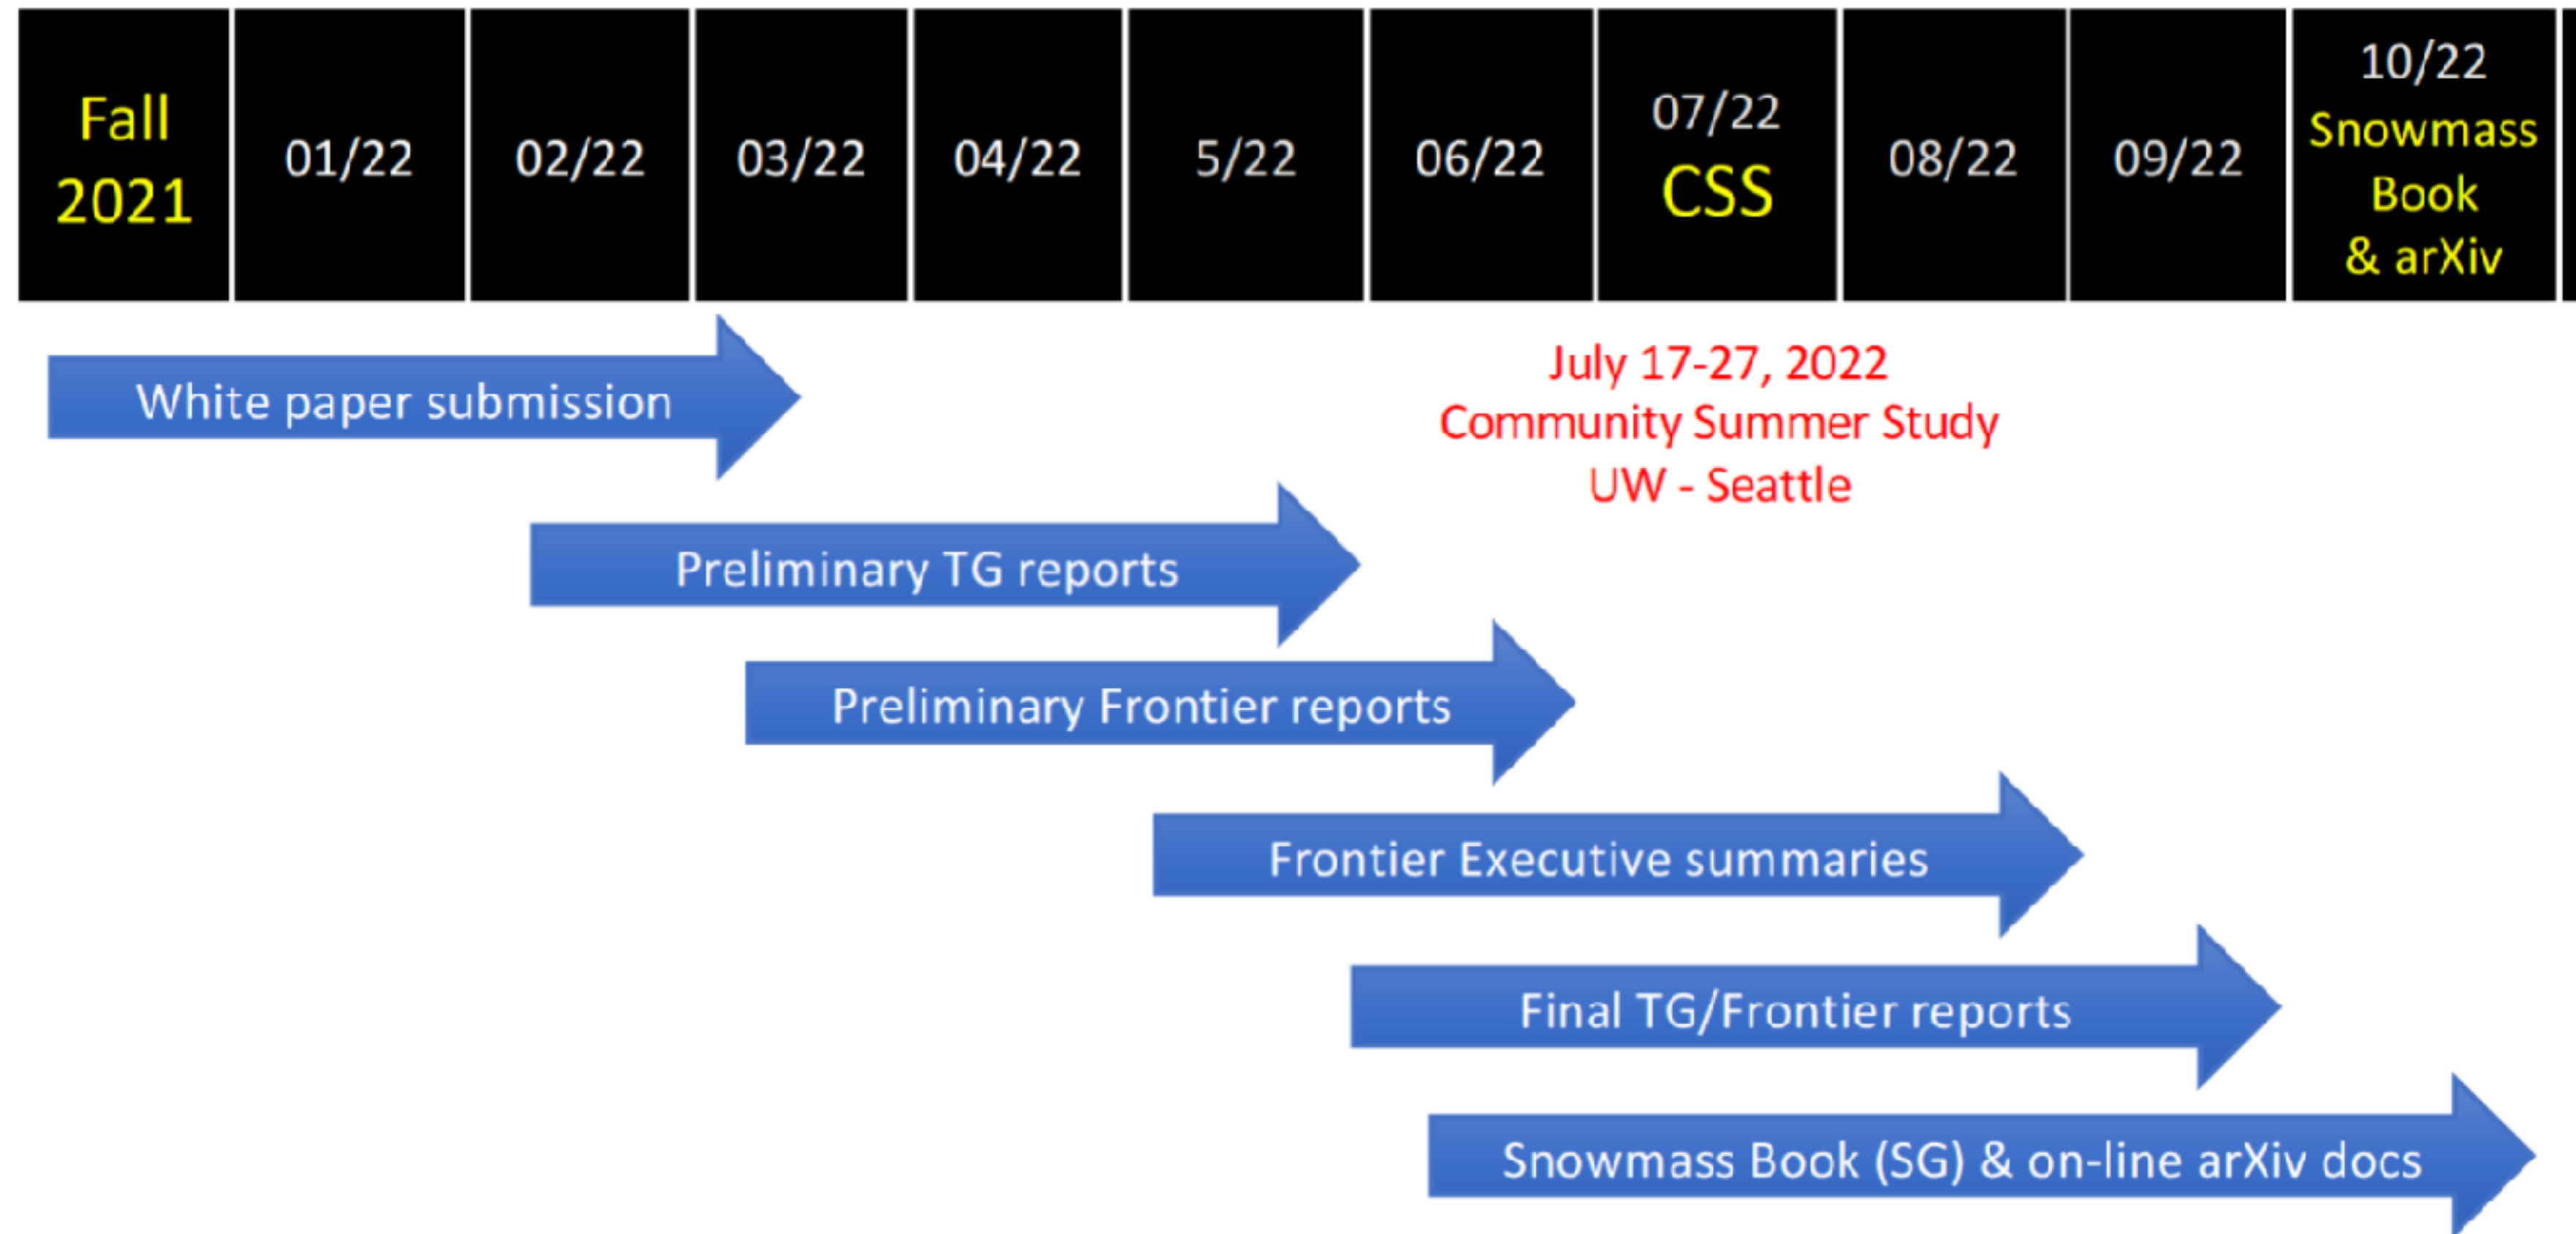 Fall
2021
01/22
02/22
03/22
04/22
5/22
06/22
07/22
CSS
08/22
09/22
10/22
Snowmass
Book
& arXiv
White paper submission
July 17-27, 2022
Community Summer Study
UW - Seattle
Preliminary TG reports
Preliminary Frontier reports
Frontier Executive summaries
Final TG/Frontier reports
Snowmass Book (SG) & on-line arXiv docs